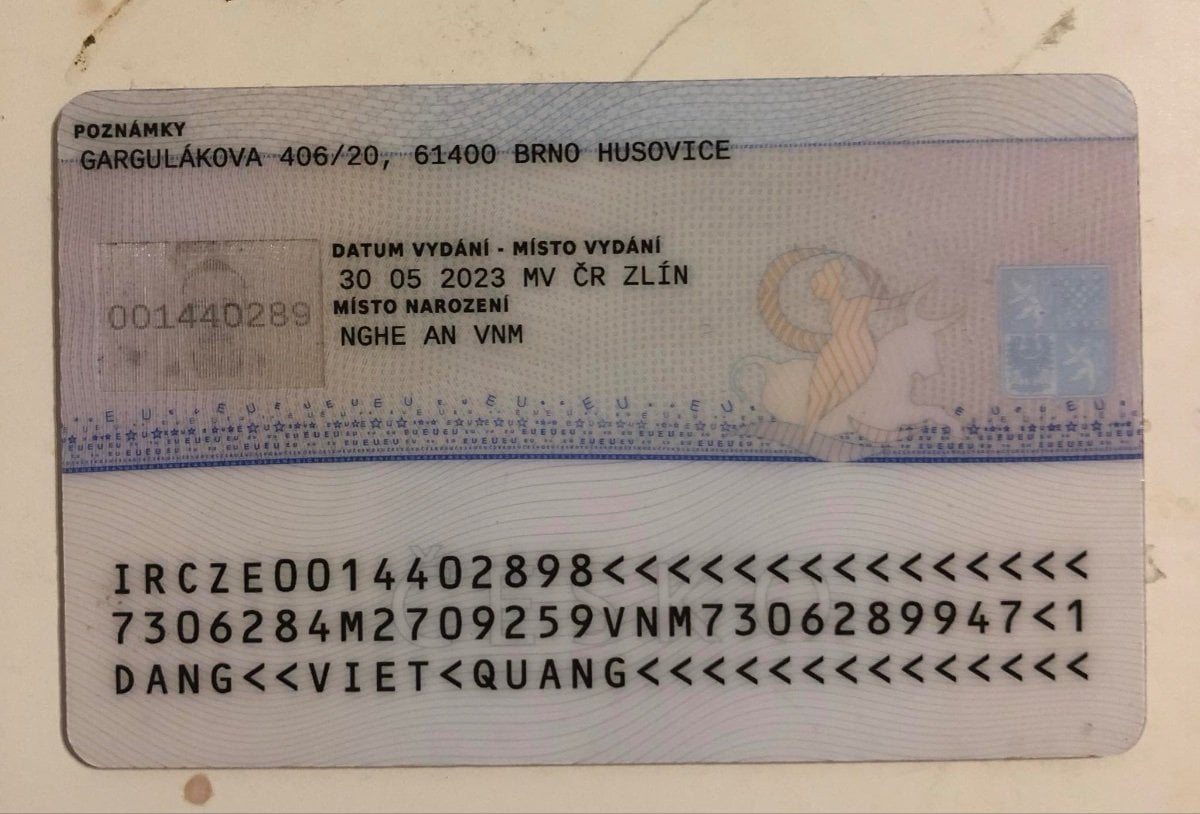 POZNÁMKY
GARGULÁKOVA 406/20, 61400 BRNO HUSOVICE
DATUM VYDÁNÍ - MÍSTO VYDÁNÍ
30 05 2023 MV ČR ZLÍN
001440289
MÍSTO NAROZENÍ
NGHE AN VNM
ČESKO
IRCZE0014402898<<<<<<<<<<<<<<<
7306284M2709259VNM7306289947<1
DANG<<VIET<QUANG<<<<<<<<<<<<<<